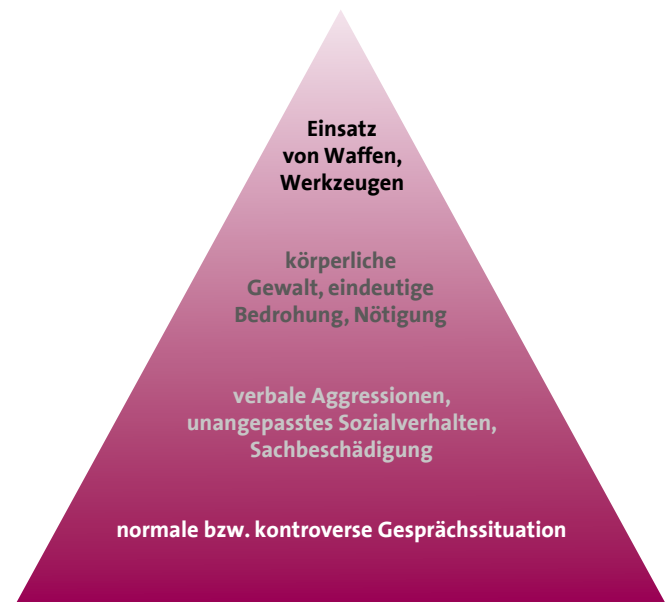 Einsatz
von Waffen,
Werkzeugen
körperliche
Gewalt, eindeutige
Bedrohung, Nötigung
verbale Aggressionen,
unangepasstes Sozialverhalten,
Sachbeschädigung
normale bzw. kontroverse Gesprächssituation